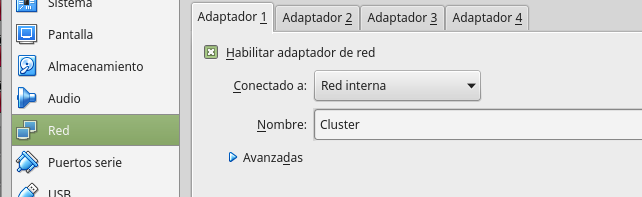 Sistema
Pantalla
Almacenamiento
Audio
Red
Puertos serie
USB
Adaptador 1
Adaptador 2
Adaptador 3
Adaptador 4
Habilitar adaptador de red
Conectado a: Red interna
Nombre: Cluster
Avanzadas